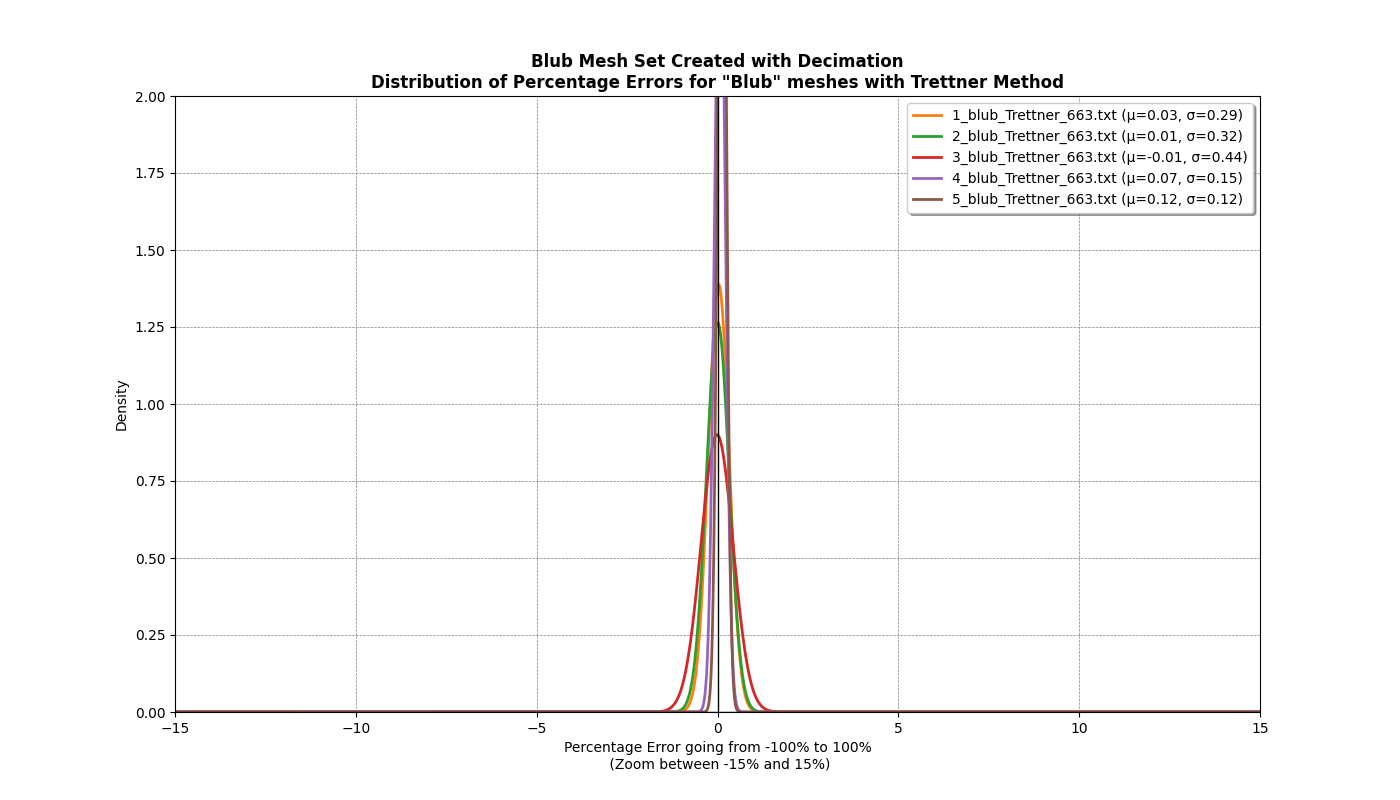 Blub Mesh Set Created with Decimation
Distribution of Percentage Errors for "Blub" meshes with Trettner Method
2.00
1.75
1.50
1.25
1.00
0.75
0.50
0.25
0.00
Density
1_blub_Trettner_663.txt (μ=0.03, σ=0.29)
2_blub_Trettner_663.txt (μ=0.01, σ=0.32)
3_blub_Trettner_663.txt (μ=-0.01, σ=0.44)
4_blub_Trettner_663.txt (μ=0.07, σ=0.15)
5_blub_Trettner_663.txt (μ=0.12, σ=0.12)
−15 −10 −5 0 5 10 15
Percentage Error going from -100% to 100%
(Zoom between -15% and 15%)